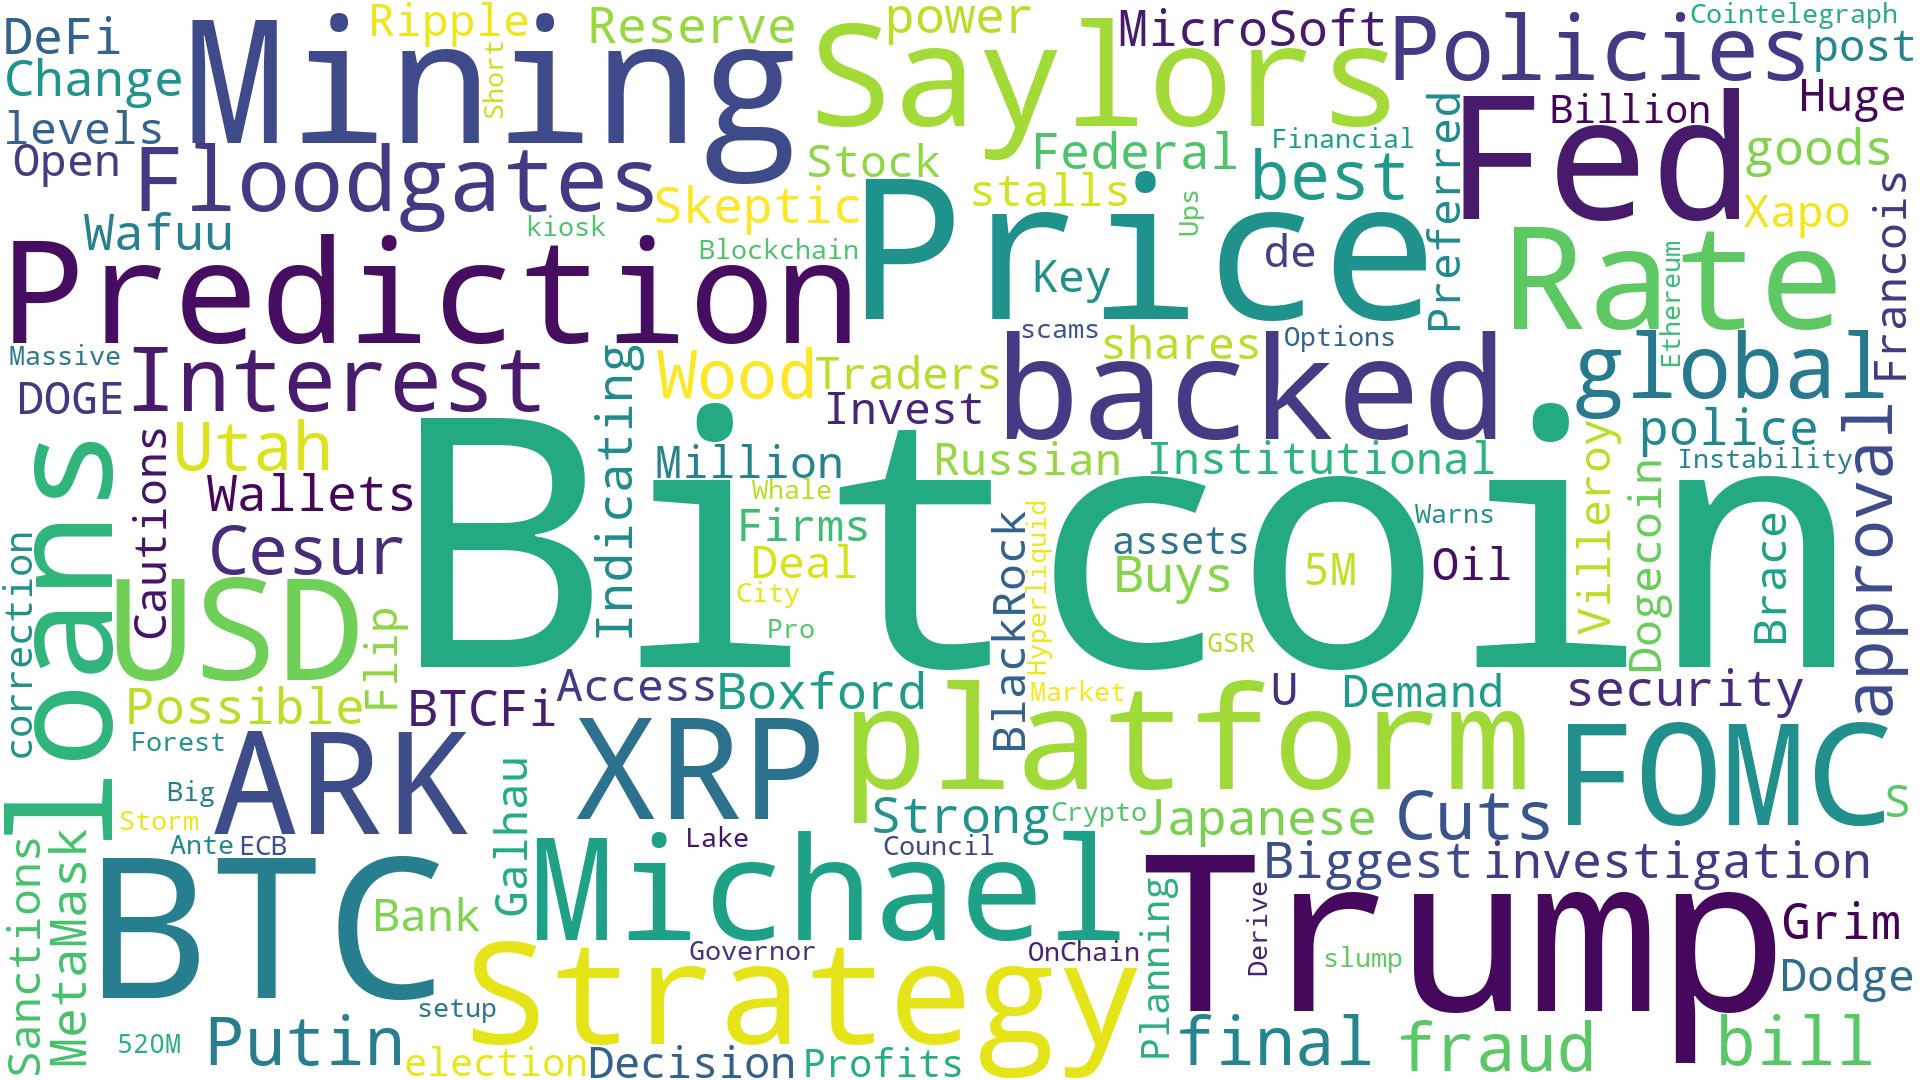 DeFi
Mining
Ripple
Short
Reserve
Saylors
power
MicroSoft
Policies
Cointelegraph
post
Change
levels
Open
Floodgates
Stock
Federal
Financial
best
Preferred
Fed
Billion
Huge
goods
Wafuu
kiosk
Skeptic
Blockchain
stalls
Ups
Price
Key
de
Rate
Xapo
Ethereum
Francois
Prediction
Massive
DOGE
Interest
Indicating
Wood
Traders
Invest
scams
shares
Options
backed
global
police
Instability
approval
loans
Cautions
Utah
Wallets
Cesur
Million
Whale
Firms
Deal
City
Pro
Russian
Institutional
Bitcoin
BlackRock
Hyperliquid
assets
Buys
5M
Warns
Oil
GSR
Villeroy
Dogecoin
Brace
correction
USD
Flip
Possible
BTCFi
Access
Boxford
Market
U
Demand
security
Forest
Big
Storm
Ante
ECB
ARK
Galhau
XRP
Lake
platform
Strong
Crypto
Council
Japanese
Cuts
FOMC
S
Sanctions
MetaMask
BTC
Bank
Michael
Governor
OnChain
Planning
Trump
Derive
slump
Biggest
investigation
Grim
Dodge
520M
Putin
setup
election
Strategy
Decision
Profits
final
fraud
bill